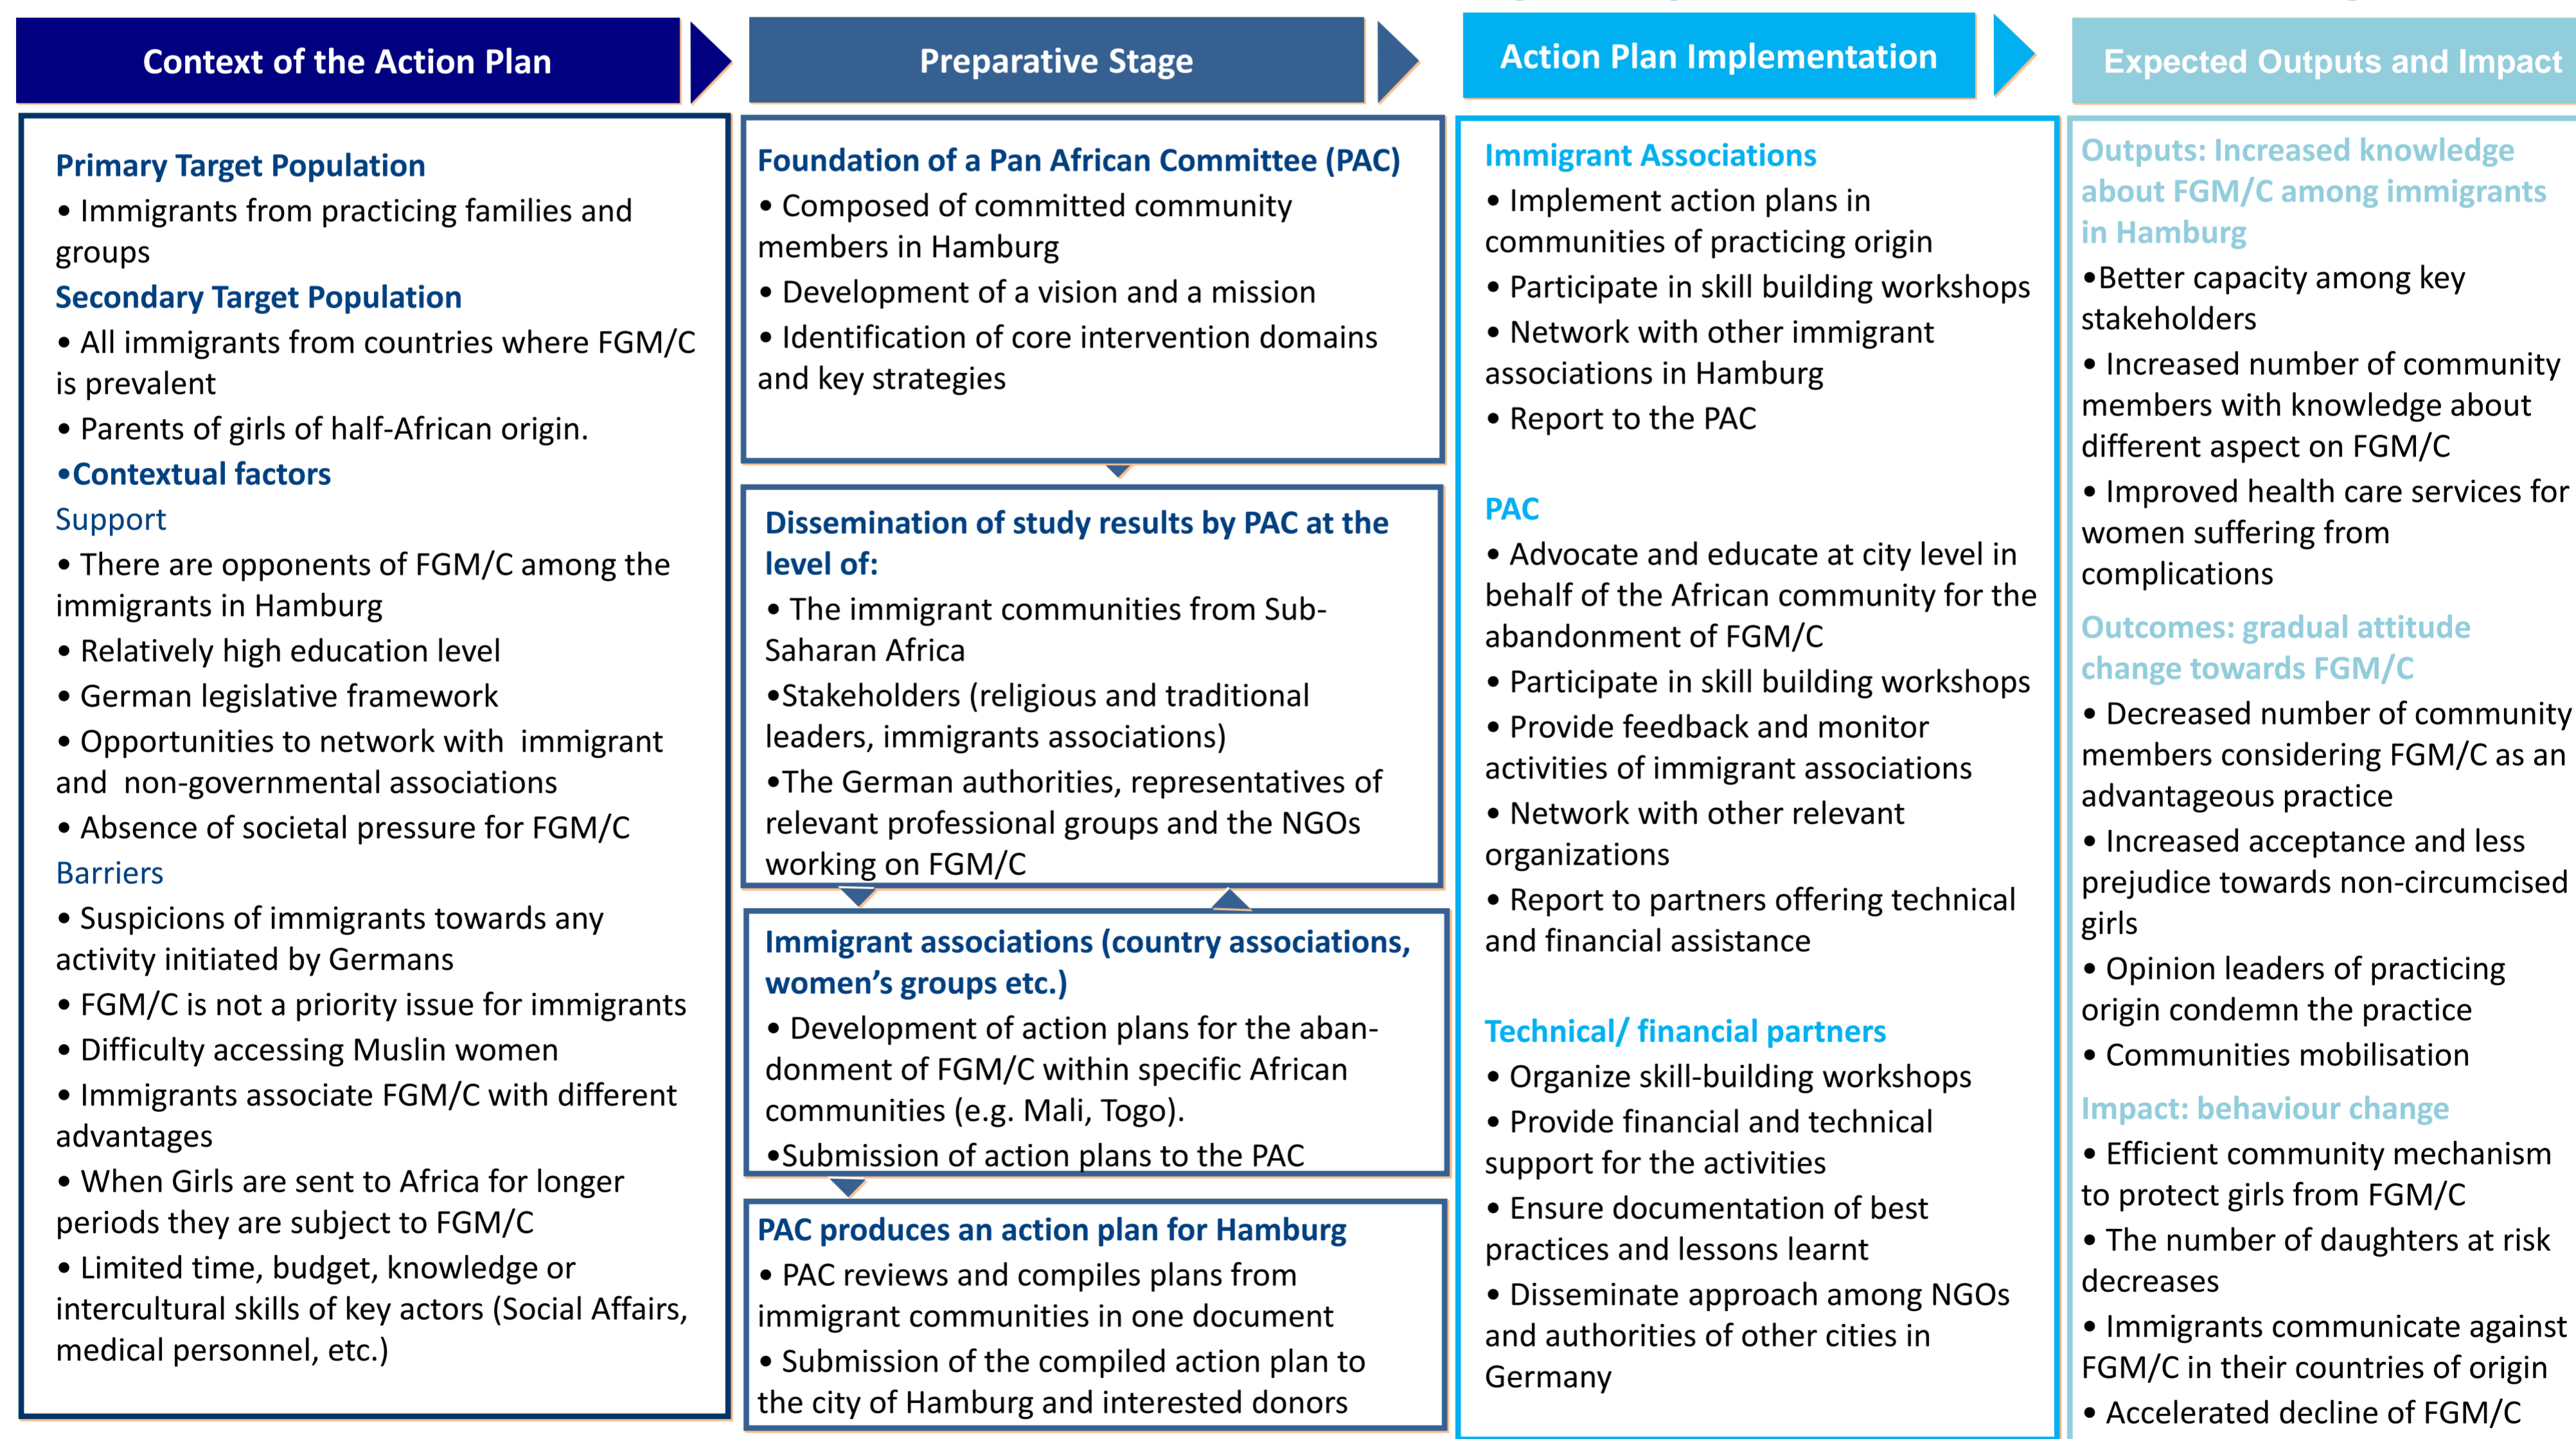 Context of the Action Plan
Preparative Stage
Action Plan Implementation
Expected Outputs and Impact
Primary Target Population
• Immigrants from practicing families and
groups
Secondary Target Population
• All immigrants from countries where FGM/C
is prevalent
• Parents of girls of half-African origin.
•Contextual factors
Support
• There are opponents of FGM/C among the
immigrants in Hamburg
• Relatively high education level
• German legislative framework
• Opportunities to network with  immigrant
and  non-governmental associations
• Absence of societal pressure for FGM/C
Barriers
• Suspicions of immigrants towards any
activity initiated by Germans
• FGM/C is not a priority issue for immigrants
• Difficulty accessing Muslin women
• Immigrants associate FGM/C with different
advantages
• When Girls are sent to Africa for longer
periods they are subject to FGM/C
• Limited time, budget, knowledge or
intercultural skills of key actors (Social Affairs,
medical personnel, etc.)
Foundation of a Pan African Committee (PAC)
• Composed of committed community
members in Hamburg
• Development of a vision and a mission
• Identification of core intervention domains
and key strategies
Dissemination of study results by PAC at the
level of:
• The immigrant communities from Sub-
Saharan Africa
•Stakeholders (religious and traditional
leaders, immigrants associations)
•The German authorities, representatives of
relevant professional groups and the NGOs
working on FGM/C
Immigrant associations (country associations,
women’s groups etc.)
• Development of action plans for the aban-
donment of FGM/C within specific African
communities (e.g. Mali, Togo).
•Submission of action plans to the PAC
PAC produces an action plan for Hamburg
• PAC reviews and compiles plans from
immigrant communities in one document
• Submission of the compiled action plan to
the city of Hamburg and interested donors
Immigrant Associations
• Implement action plans in
communities of practicing origin
• Participate in skill building workshops
• Network with other immigrant
associations in Hamburg
• Report to the PAC
PAC
• Advocate and educate at city level in
behalf of the African community for the
abandonment of FGM/C
• Participate in skill building workshops
• Provide feedback and monitor
activities of immigrant associations
• Network with other relevant
organizations
• Report to partners offering technical
and financial assistance
Technical/ financial partners
• Organize skill-building workshops
• Provide financial and technical
support for the activities
• Ensure documentation of best
practices and lessons learnt
• Disseminate approach among NGOs
and authorities of other cities in
Germany
Outputs: Increased knowledge
about FGM/C among immigrants
in Hamburg
•Better capacity among key
stakeholders
• Increased number of community
members with knowledge about
different aspect on FGM/C
• Improved health care services for
women suffering from
complications
Outcomes: gradual attitude
change towards FGM/C
• Decreased number of community
members considering FGM/C as an
advantageous practice
• Increased acceptance and less
prejudice towards non-circumcised
girls
• Opinion leaders of practicing
origin condemn the practice
• Communities mobilisation
Impact: behaviour change
• Efficient community mechanism
to protect girls from FGM/C
• The number of daughters at risk
decreases
• Immigrants communicate against
FGM/C in their countries of origin
• Accelerated decline of FGM/C